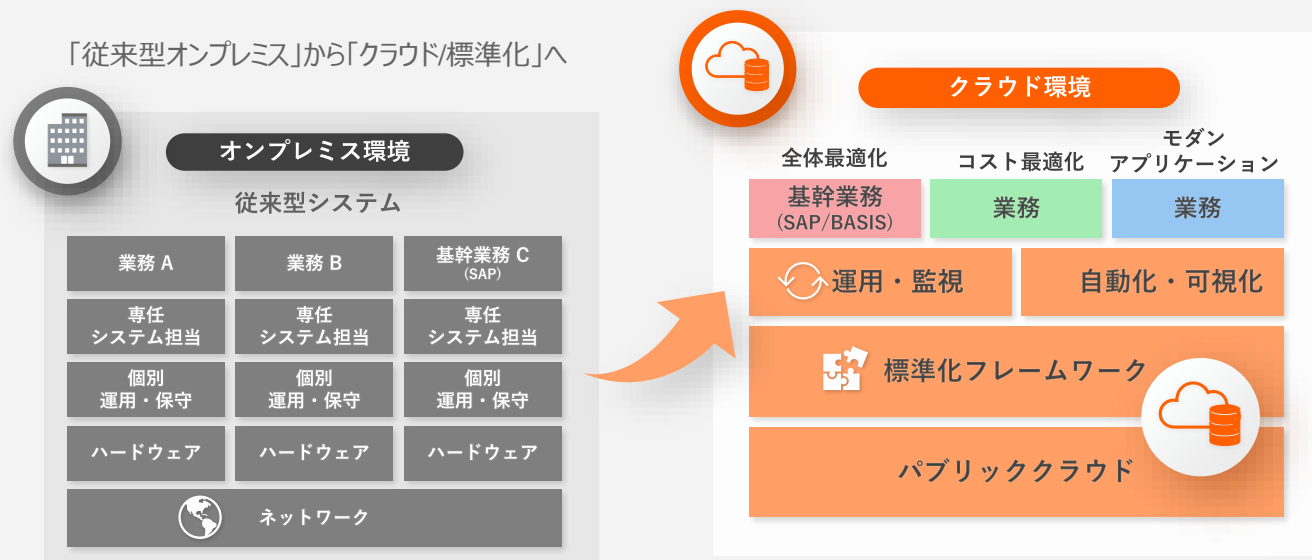 「従来型オンプレミス」から「クラウド/標準化」へ
オンプレミス環境
従来型システム
業務 A
業務 B
基幹業務 C
(SAP)
専任
システム担当
専任
システム担当
専任
システム担当
個別
運用・保守
個別
運用・保守
個別
運用・保守
ハードウェア
ハードウェア
ハードウェア
ネットワーク
クラウド環境
全体最適化
コスト最適化
モダン
アプリケーション
基幹業務
(SAP/BASIS)
業務
業務
運用・監視
自動化・可視化
標準化フレームワーク
パブリッククラウド